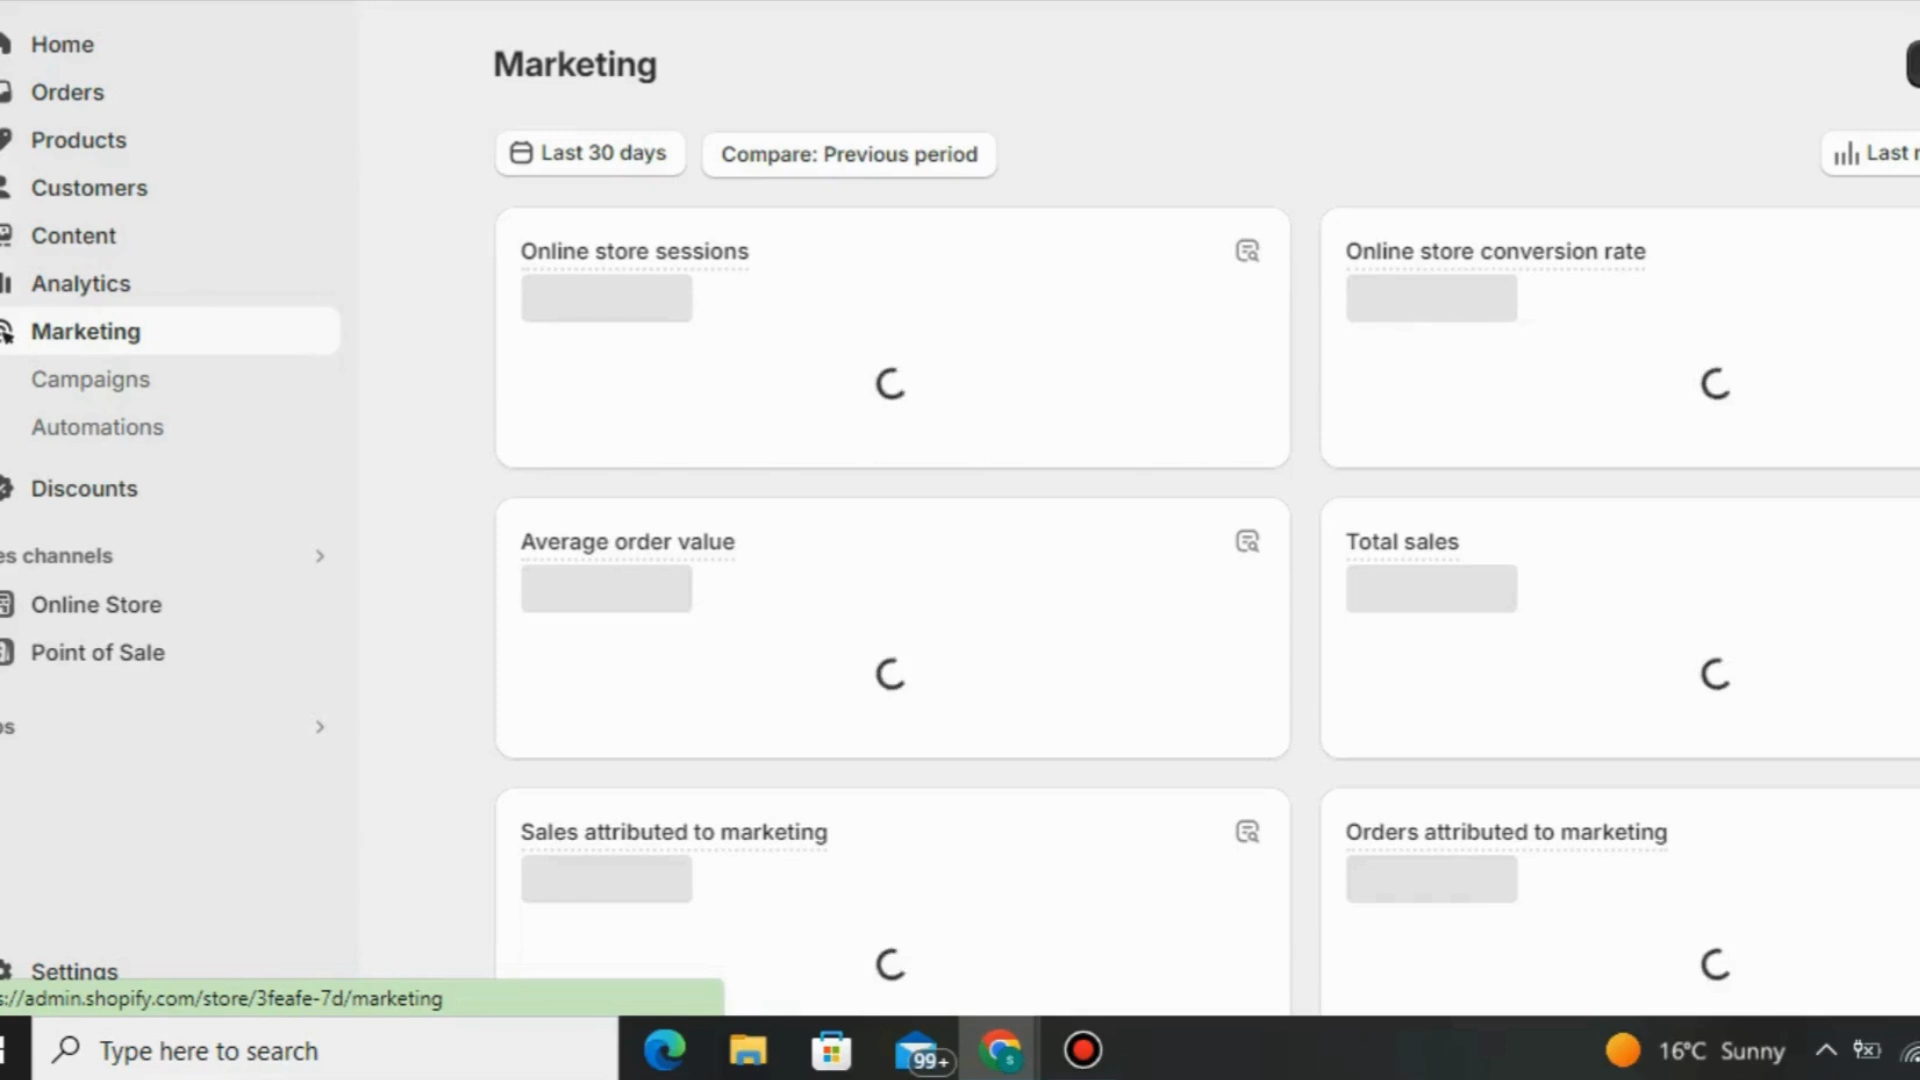 Home
Orders
Products
Customers
Content
Analytics
Marketing
Campaigns
Automations
Discounts
es channels
Online Store
Point of Sale
os
Settings
s://admin.shopify.com/store/3feafe-7d/marketing
Marketing
Last 30 days
Compare: Previous period
Last r
Online store sessions
Online store conversion rate
Average order value
Total sales
Sales attributed to marketing
Orders attributed to marketing
Type here to search
99+
s
16°C Sunny